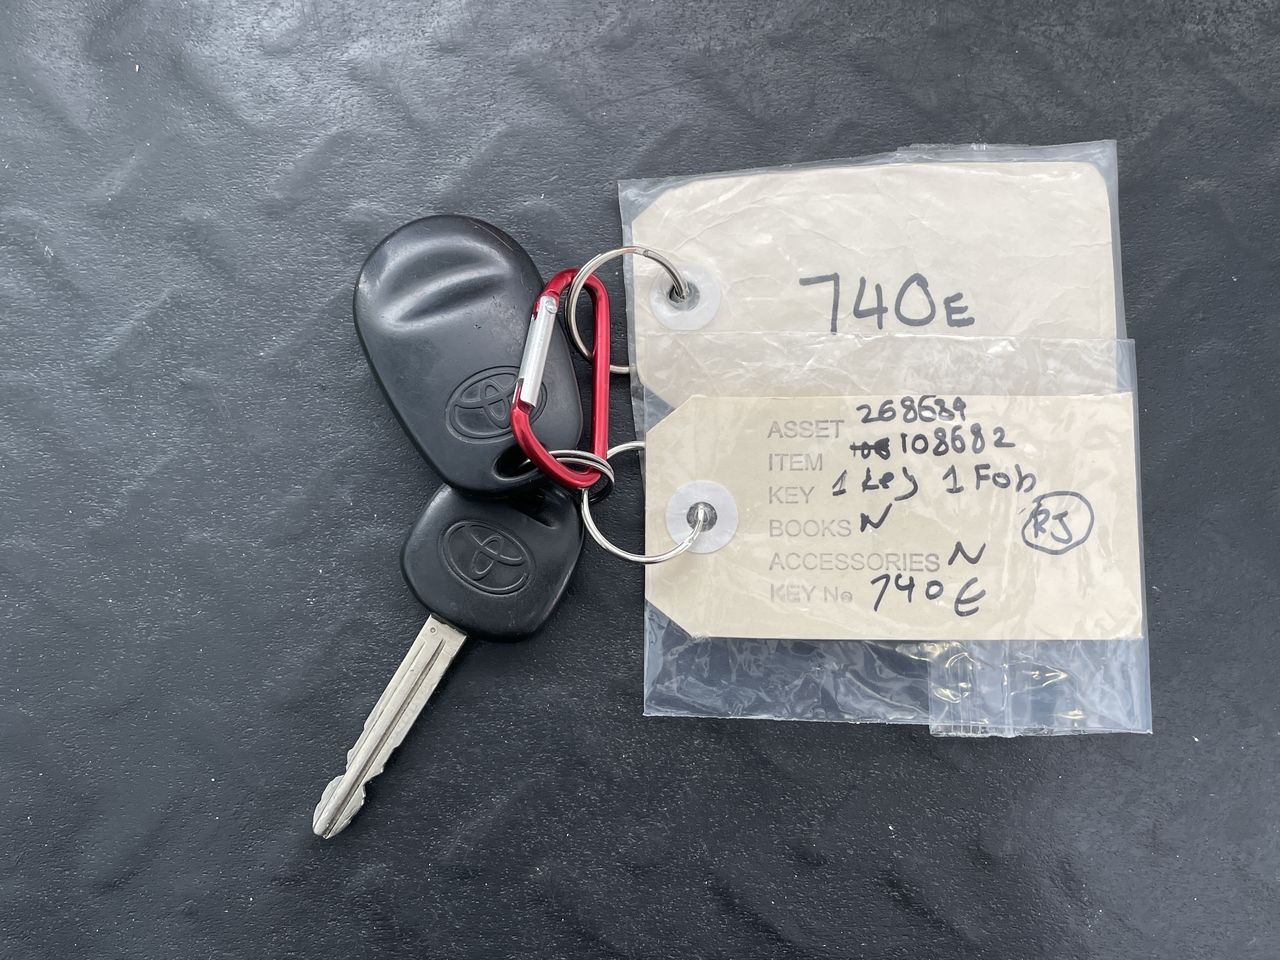 740E
ASSET 268689
ITEM 108682
KEY 1 Key 1 Fob
BOOKS N
RJ
ACCESSORIES N
KEY No 740E